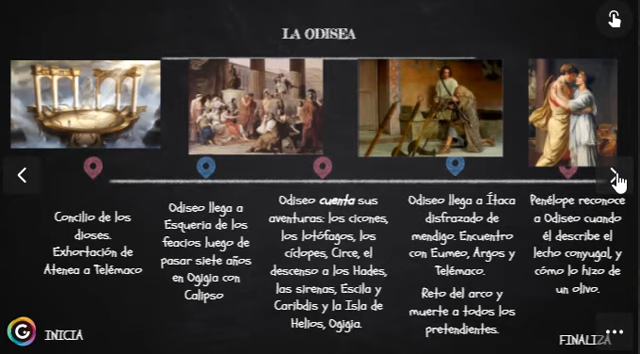 LA ODISEA
Concilio de los
dioses.
Exhortación de
Atenea a Telémaco
Odiseo llega a
Esqueria de los
feacios luego de
pasar siete años
en Ogigia con
Calipso
Odiseo cuenta sus
aventuras: los cicones,
los lotófagos, los
cíclopes, Circe, el
descenso a los Hades,
las sirenas, Escila y
Caribdis y la Isla de
Helios, Ogigia.
Odiseo llega a Ítaca
disfrazado de
mendigo. Encuentro
con Eumeo, Argos y
Telémaco.
Reto del arco y
muerte a todos los
pretendientes.
Penélope reconoce
a Odiseo cuando
él describe el
lecho conyugal, y
cómo lo hizo de
un olivo.
INICIA
FINALIZA